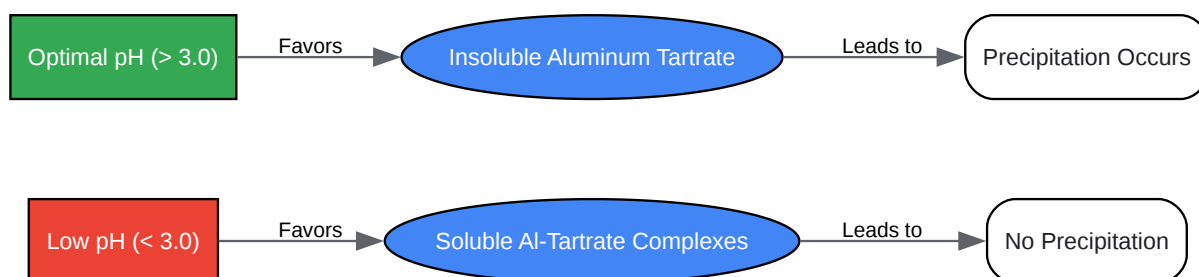 Optimal pH (> 3.0)
Favors
Insoluble Aluminum Tartrate
Leads to
Precipitation Occurs
Low pH (< 3.0)
Favors
Soluble Al-Tartrate Complexes
Leads to
No Precipitation